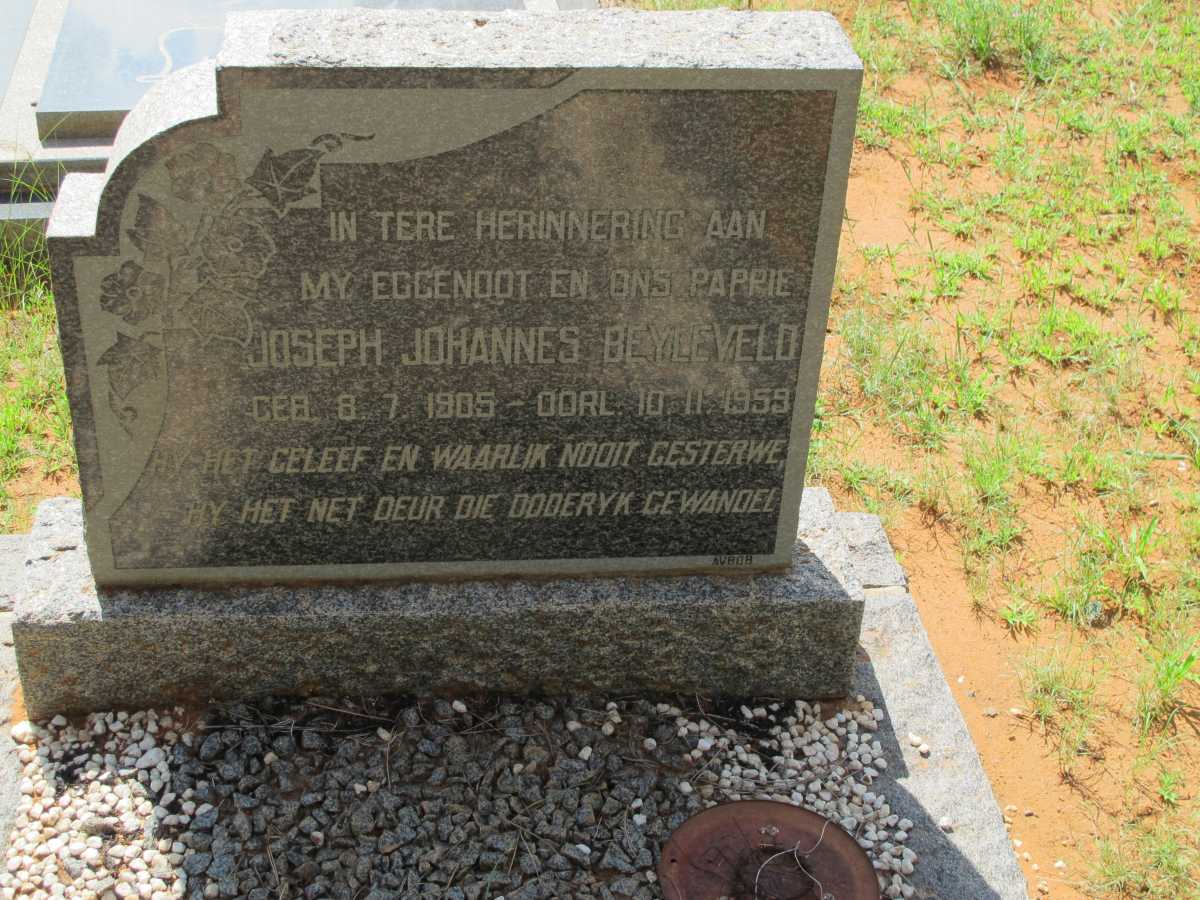 IN TERE HERINNERING AAN
MY EGGENOOT EN ONS PAPPIE
JOSEPH JOHANNES BEYLEVELD
GEB. 8. 7. 1905 - OORL. 10. 11. 1959
HY HET GELEEF EN WAARLIK NOOIT GESTERWE,
HY HET NET DEUR DIE DODERYK GEWANDEL
AVBOB